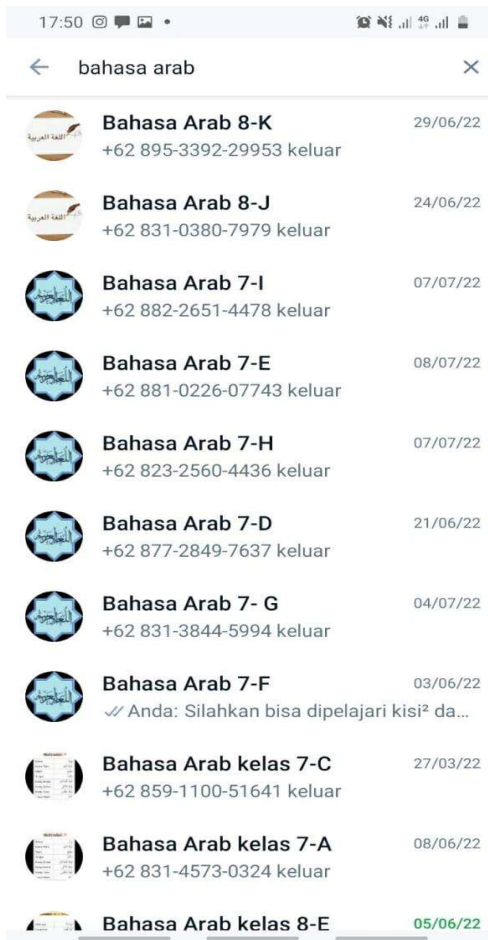 17:50
4G
bahasa arab
Bahasa Arab 8-K
29/06/22
+62 895-3392-29953 keluar
Bahasa Arab 8-J
24/06/22
+62 831-0380-7979 keluar
Bahasa Arab 7-I
07/07/22
+62 882-2651-4478 keluar
Bahasa Arab 7-E
08/07/22
+62 881-0226-07743 keluar
Bahasa Arab 7-H
07/07/22
+62 823-2560-4436 keluar
Bahasa Arab 7-D
21/06/22
+62 877-2849-7637 keluar
Bahasa Arab 7- G
04/07/22
+62 831-3844-5994 keluar
Bahasa Arab 7-F
03/06/22
Anda: Silahkan bisa dipelajari kisi² da...
Bahasa Arab kelas 7-C
27/03/22
+62 859-1100-51641 keluar
Bahasa Arab kelas 7-A
08/06/22
+62 831-4573-0324 keluar
Bahasa Arab kelas 8-E
05/06/22